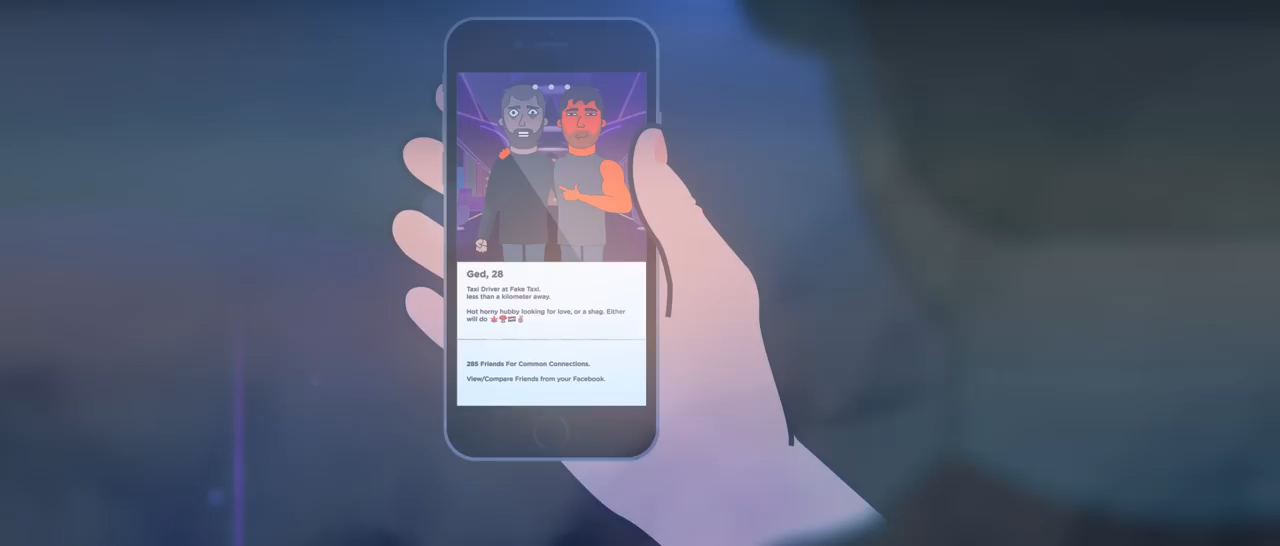 Ged, 28
Taxi Driver at Fake Taxi.
less than a kilometer away.
Hot horny hubby looking for love, or a shag. Either
will do
285 Friends For Common Connections.
View/Compare Friends from your Facebook.